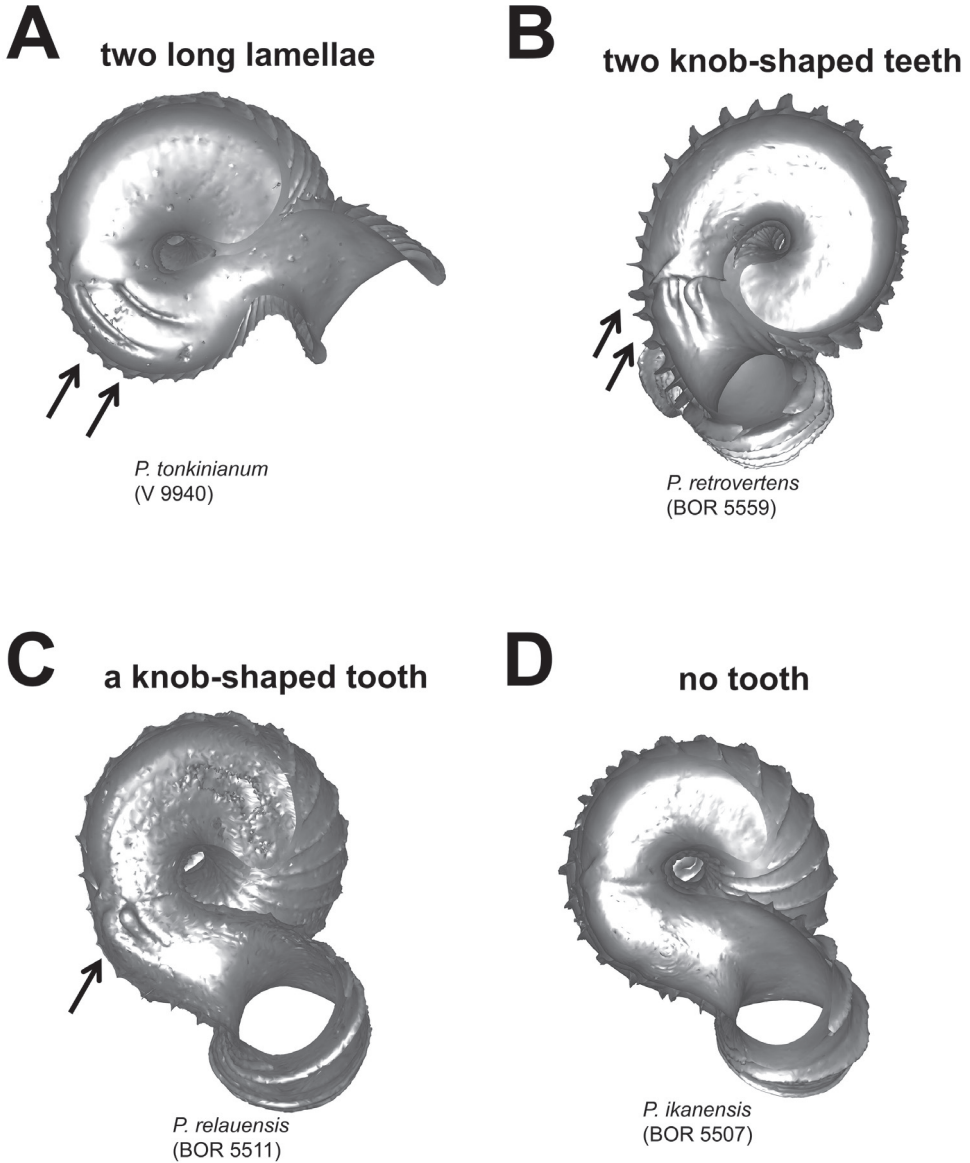 A
two long lamellae
P. tonkinianum
(V 9940)
B
two knob-shaped teeth
P. retrovertens
(BOR 5559)
C
a knob-shaped tooth
P. relauensis
(BOR 5511)
D
no tooth
P. ikanensis
(BOR 5507)